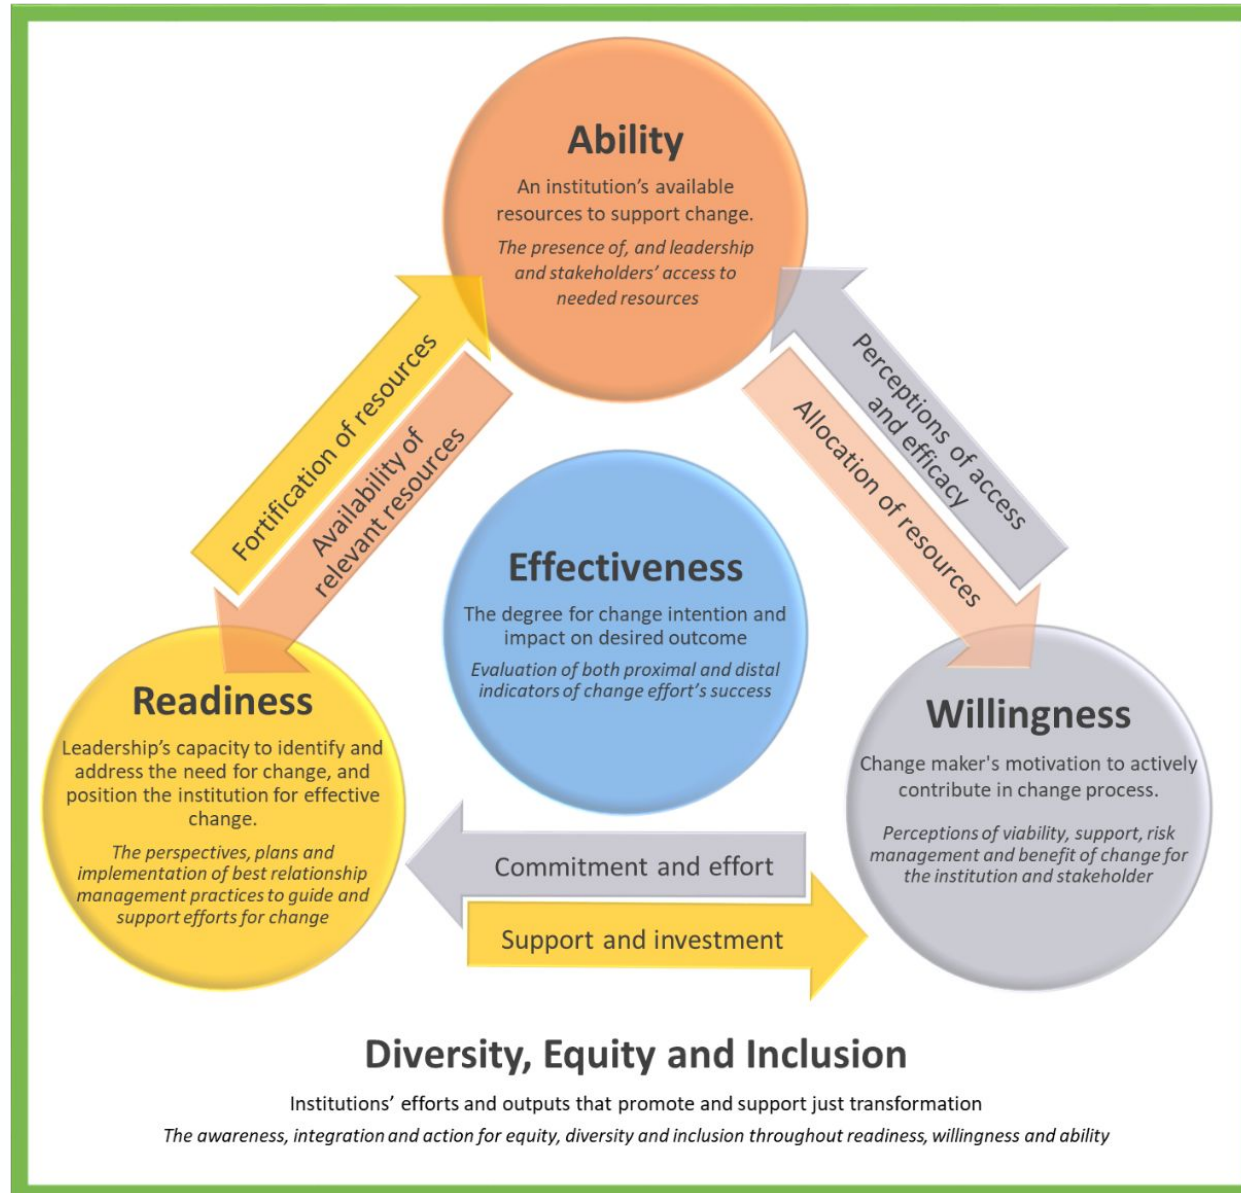 Ability
An institution's available
resources to support change.
The presence of, and leadership
and stakeholders' access to
needed resources
Fortification of resources
Availability of
relevant resources
Perceptions of access
and efficacy
Allocation of resources
Effectiveness
The degree for change intention and
impact on desired outcome
Evaluation of both proximal and distal
indicators of change effort's success
Readiness
Leadership's capacity to identify and
address the need for change, and
position the institution for effective
change.
The perspectives, plans and
implementation of best relationship
management practices to guide and
support efforts for change
Willingness
Change maker's motivation to actively
contribute in change process.
Perceptions of viability, support, risk
management and benefit of change for
the institution and stakeholder
Commitment and effort
Support and investment
Diversity, Equity and Inclusion
Institutions' efforts and outputs that promote and support just transformation
The awareness, integration and action for equity, diversity and inclusion throughout readiness, willingness and ability